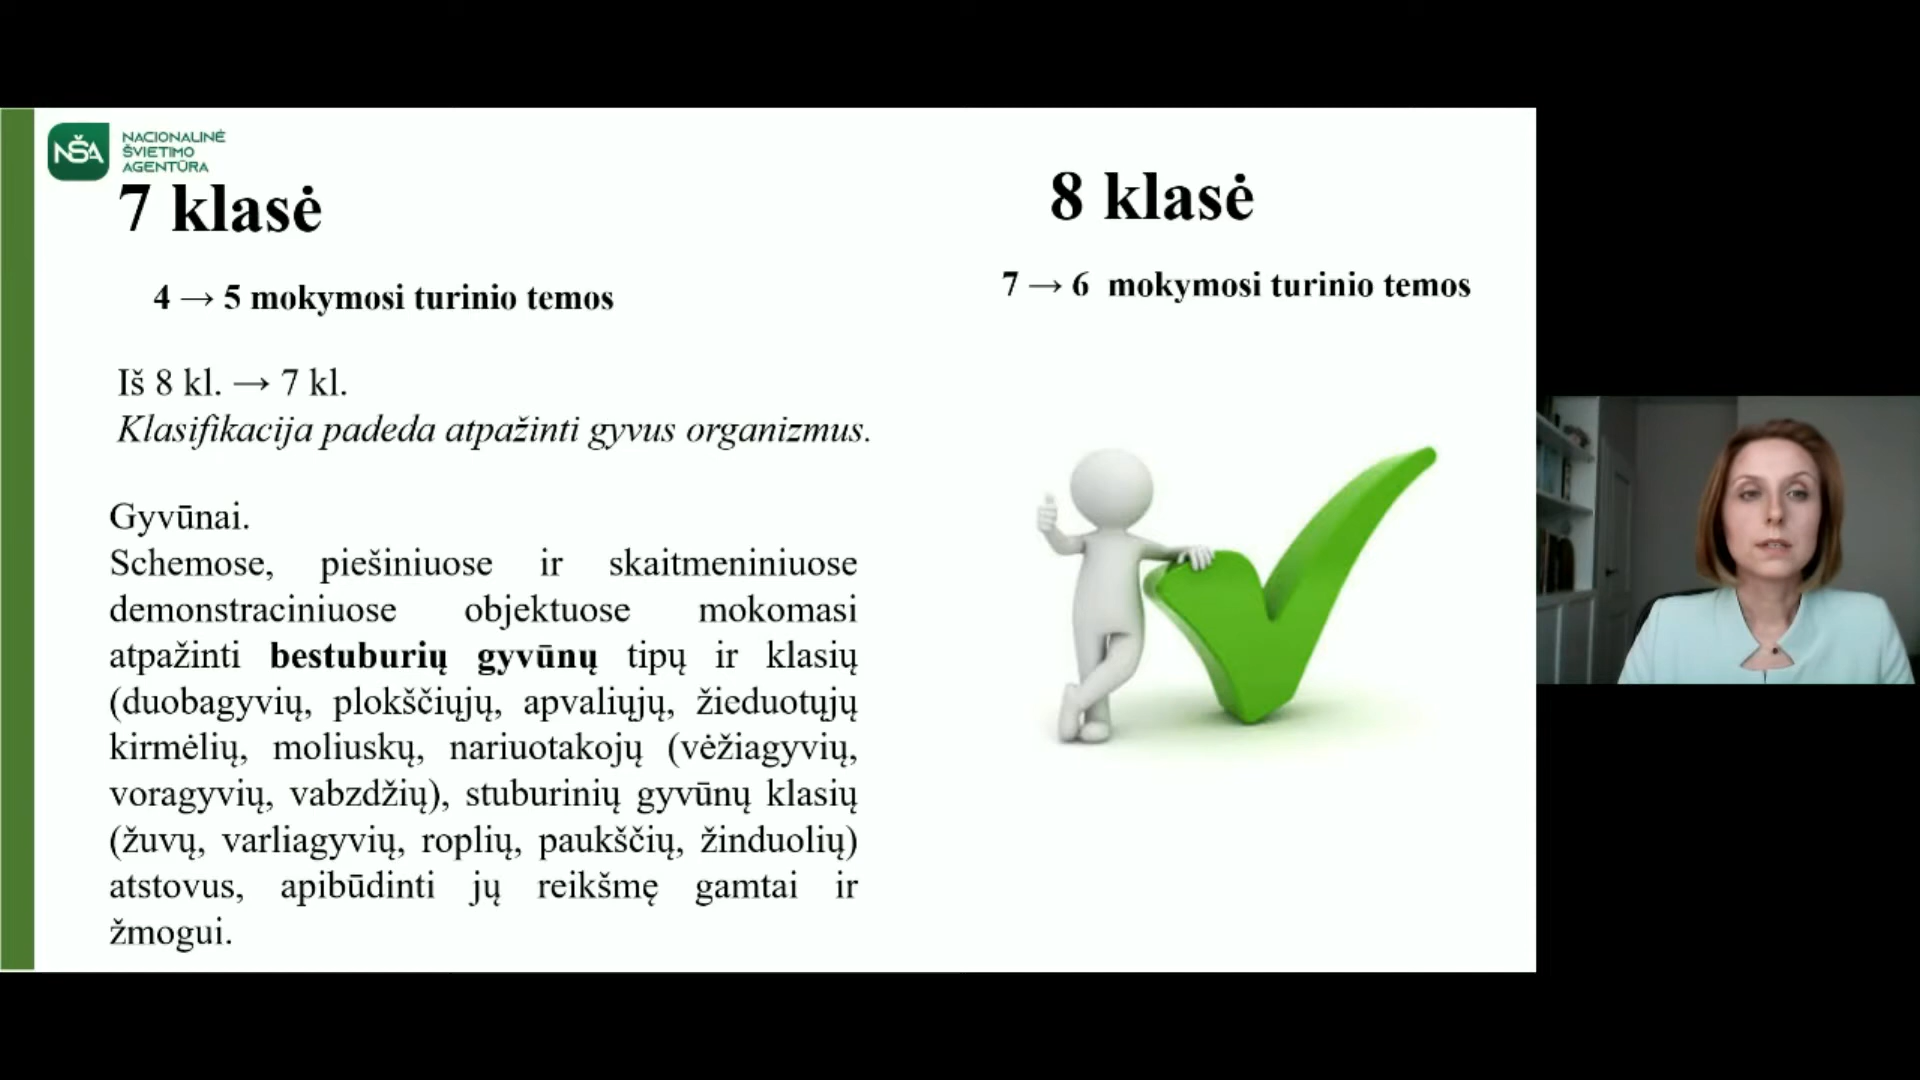 NŠA
NACIONALINĖ
ŠVIETIMO
AGENTŪRA
7 klasė
4 → 5 mokymosi turinio temos
Iš 8 kl. → 7 kl.
Klasifikacija padeda atpažinti gyvus organizmus.
Gyvūnai.
Schemose, piešiniuose ir skaitmeniniuose
demonstraciniuose objektuose mokomasi
atpažinti bestuburių gyvūnų tipų ir klasių
(duobagyvių, plokščiųjų, apvaliųjų, žieduotųjų
kirmėlių, moliuskų, nariuotakojų (vėžiagyvių,
voragyvių, vabzdžių), stuburinių gyvūnų klasių
(žuvų, varliagyvių, roplių, paukščių, žinduolių)
atstovus, apibūdinti jų reikšmę gamtai ir
žmogui.
8 klasė
7 → 6 mokymosi turinio temos